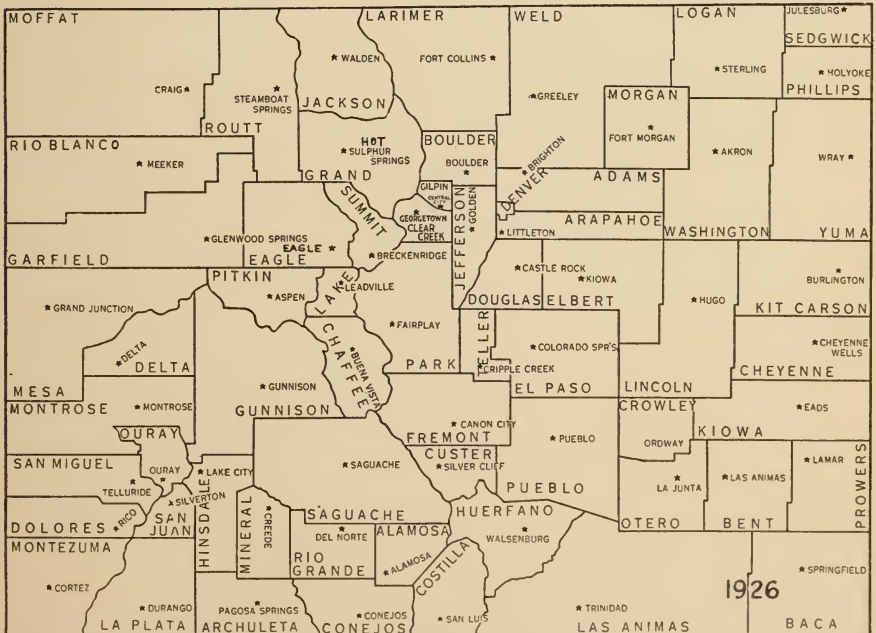 MOFFAT
LARIMER
WELD
LOGAN
JULESBURG
SEDGWICK
WALDEN
FORT COLLINS
STERLING
HOLYOKE
CRAIG
STEAMBOAT
SPRINGS
JACKSON
GREELEY
MORGAN
PHILLIPS
ROUTT
FORT MORGAN
RIO BLANCO
HOT
SULPHUR
SPRINGS
BOULDER
BOULDER
BRIGHTON
AKRON
WRAY
MEEKER
GRAND
GILPIN
CENTRAL
CITY
DENVER
ADAMS
SUMMIT
GEORGETOWN
CLEAR
CREEK
JEFFERSON
GOLDEN
ARAPAHOE
LITTLETON
WASHINGTON
YUMA
GLENWOOD SPRINGS
EAGLE
GARFIELD
EAGLE
BRECKENRIDGE
PITKIN
ASPEN
LAKE
LEADVILLE
CASTLE ROCK
KIOWA
BURLINGTON
GRAND JUNCTION
DOUGLAS
ELBERT
HUGO
KIT CARSON
CHAFFEE
FAIRPLAY
TELLER
COLORADO SPR'S
CHEYENNE
WELLS
DELTA
DELTA
BUENA VISTA
PARK
CRIPPLE CREEK
CHEYENNE
MESA
GUNNISON
EL PASO
LINCOLN
MONTROSE
MONTROSE
GUNNISON
CROWLEY
EADS
OURAY
CANON CITY
FREMONT
PUEBLO
ORDWAY
KIOWA
SAN MIGUEL
OURAY
LAKE CITY
SAGUACHE
CUSTER
SILVER CLIFF
LAMAR
PROWERS
TELLURIDE
SILVERTON
LA JUNTA
LAS ANIMAS
PUEBLO
DOLORES
RICO
SAN
JUAN
HINSDALE
MINERAL
CREEDE
SAGUACHE
DEL NORTE
ALAMOSA
HUERFANO
WALSENBURG
OTERO
BENT
MONTEZUMA
RIO
GRANDE
ALAMOSA
COSTILLA
SPRINGFIELD
CORTEZ
1926
DURANGO
PAGOSA SPRINGS
CONEJOS
SAN LUIS
TRINIDAD
LA PLATA
ARCHULETA
CONEJOS
LAS ANIMAS
BACA